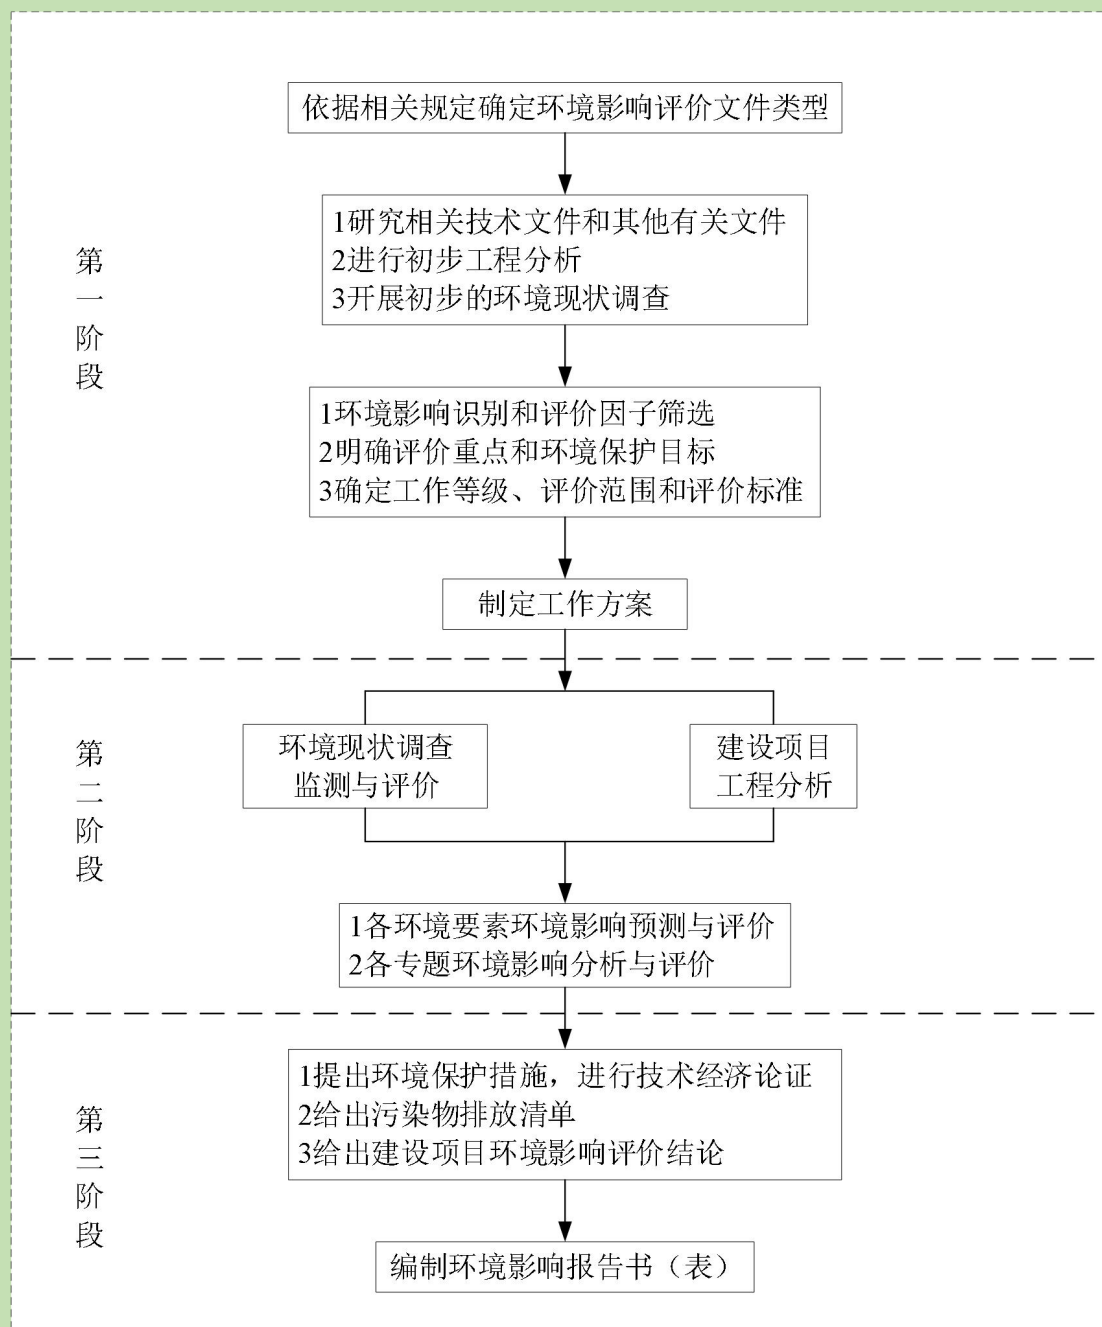 依据相关规定确定环境影响评价文件类型
第一阶段
1研究相关技术文件和其他有关文件
2进行初步工程分析
3开展初步的环境现状调查
1环境影响识别和评价因子筛选
2明确评价重点和环境保护目标
3确定工作等级、评价范围和评价标准
制定工作方案
第二阶段
环境现状调查
监测与评价
建设项目
工程分析
1各环境要素环境影响预测与评价
2各专题环境影响分析与评价
第三阶段
1提出环境保护措施，进行技术经济论证
2给出污染物排放清单
3给出建设项目环境影响评价结论
编制环境影响报告书（表）